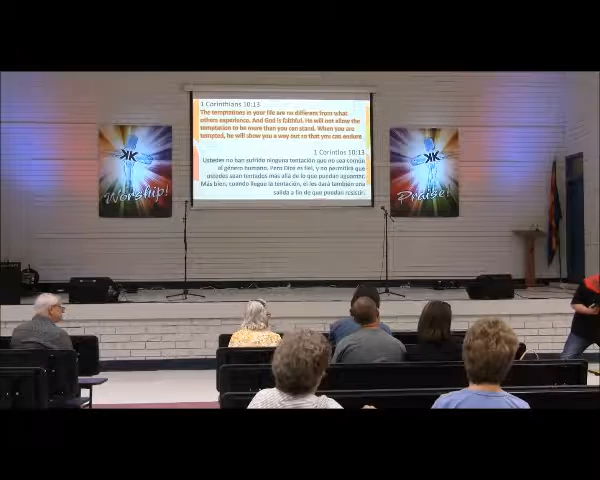 1 Corinthians 10:13
The temptations in your life are no different from what
others experience. And God is faithful. He will not allow the
temptation to be more than you can stand. When you are
tempted, he will show you a way out so that you can endure
1 Corintios 10:13
Ustedes no han sufrido ninguna tentación que no sea común
al género humano. Pero Dios es fiel, y no permitirá que
ustedes sean tentados más allá de lo que puedan aguantar.
Más bien, cuando llegue la tentación, él les dará también una
salida a fin de que puedan resistir.
Worship!
Praise!